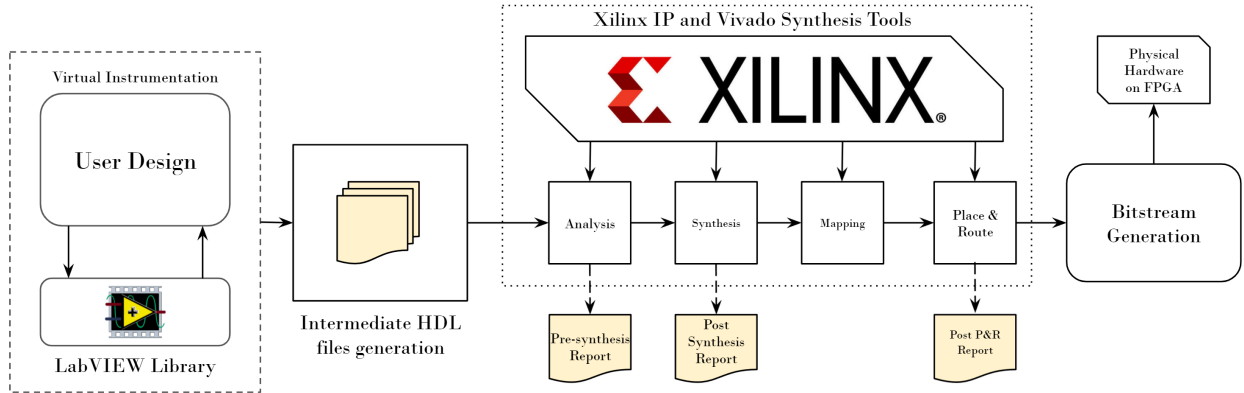 Xilinx IP and Vivado Synthesis Tools
XILINX®
Virtual Instrumentation
User Design
LabVIEW Library
Intermediate HDL
files generation
Analysis
Synthesis
Mapping
Place &
Route
Pre-synthesis
Report
Post
Synthesis
Report
Post P&R
Report
Bitstream
Generation
Physical
Hardware
on FPGA